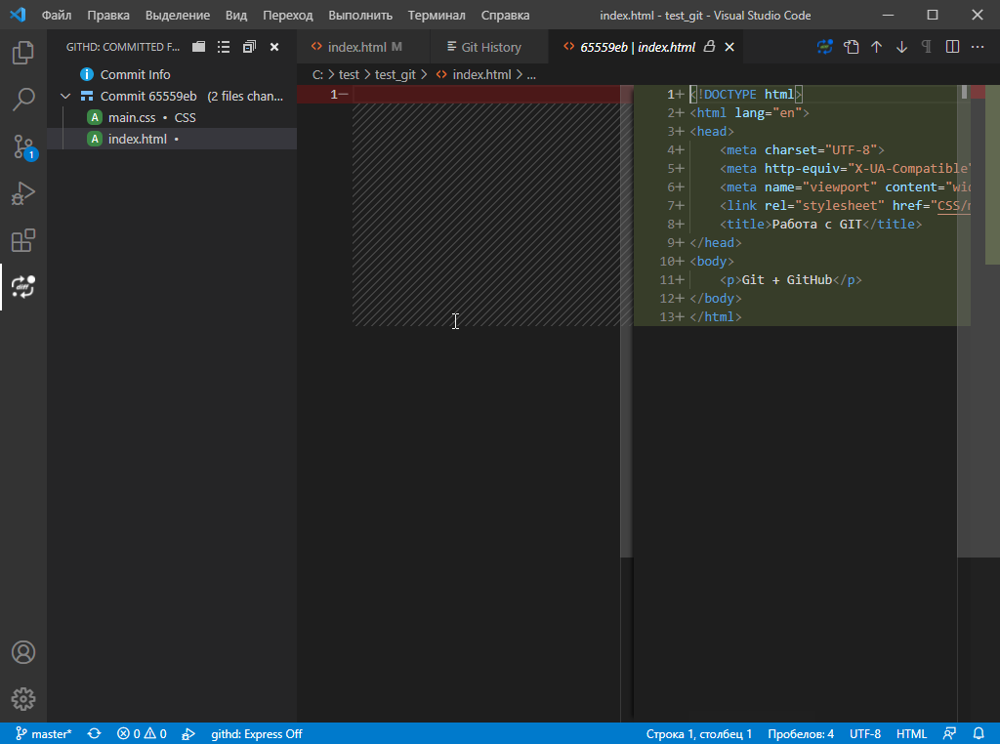 Файл Правка Выделение Вид Переход Выполнить Терминал Справка index.html - test_git - Visual Studio Code
GITHD: COMMITTED F...
Commit Info
Commit 65559eb (2 files chan...
A main.css • CSS
A index.html •
1
diff
index.html M Git History 65559eb | index.html
C: > test > test_git > index.html > ...
1−
1+ <!DOCTYPE html>
2+ <html lang="en">
3+ <head>
4+ <meta charset="UTF-8">
5+ <meta http-equiv="X-UA-Compatible"
6+ <meta name="viewport" content="wid
7+ <link rel="stylesheet" href="CSS/m
8+ <title>Работа с GIT</title>
9+ </head>
10+ <body>
11+ <p>Git + GitHub</p>
12+ </body>
13+ </html>
master* 0 0 githd: Express Off Строка 1, столбец 1 Пробелов: 4 UTF-8 HTML